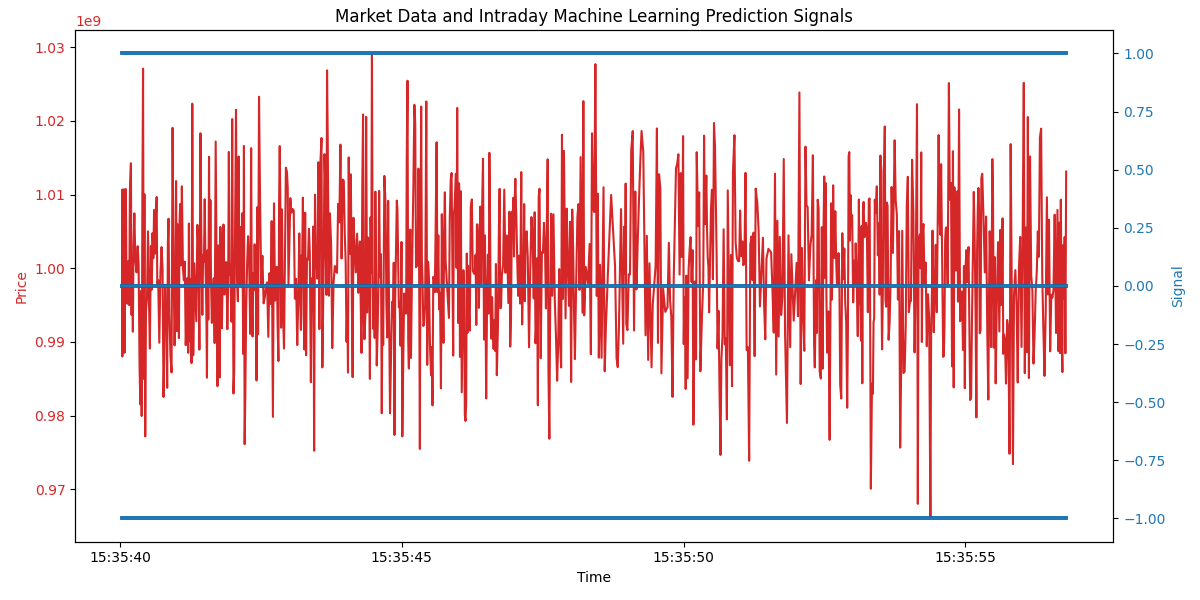 Market Data and Intraday Machine Learning Prediction Signals
1e9
1.03
1.02
1.01
1.00
0.99
0.98
0.97
Price
1.00
0.75
0.50
0.25
0.00
−0.25
−0.50
−0.75
−1.00
Signal
15:35:40 15:35:45 15:35:50 15:35:55
Time